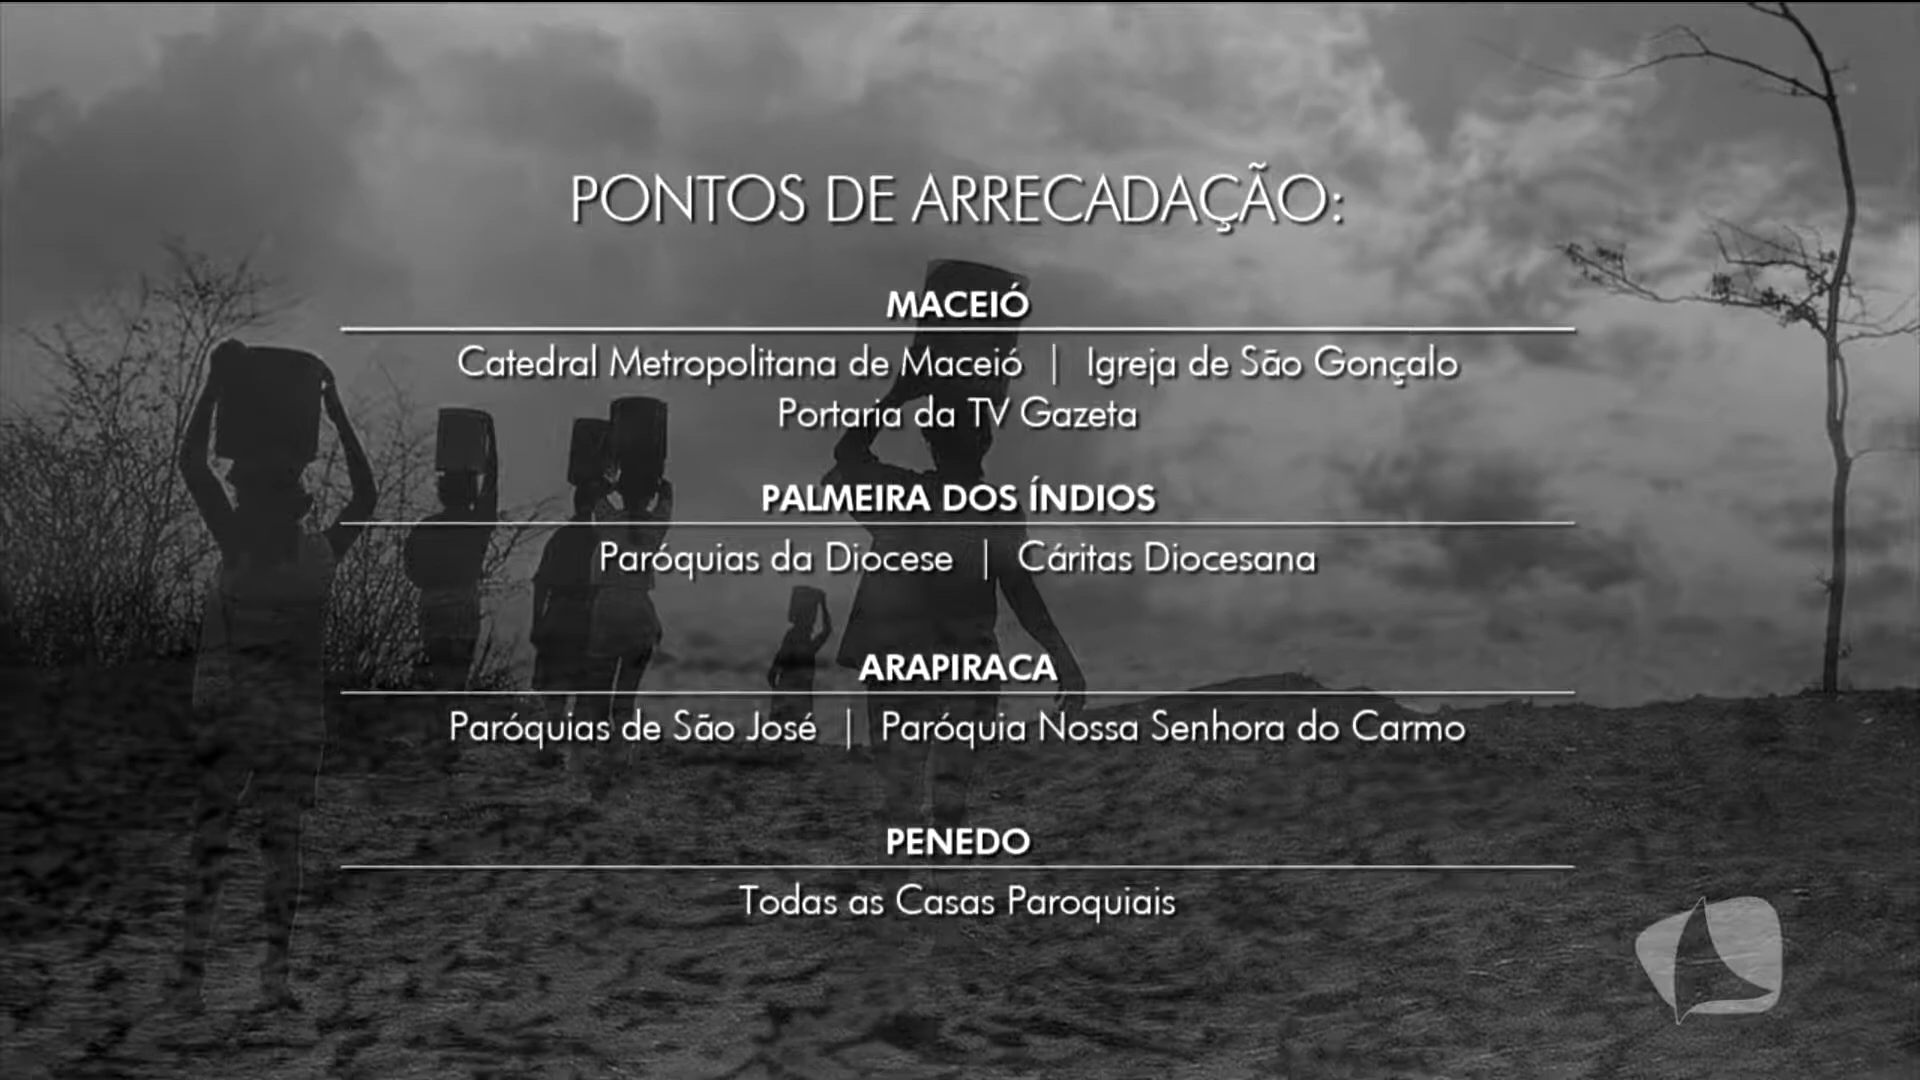 PONTOS DE ARRECADAÇÃO:
MACEIÓ
Catedral Metropolitana de Maceió | Igreja de São Gonçalo
Portaria da TV Gazeta
PALMEIRA DOS ÍNDIOS
Paróquias da Diocese | Cáritas Diocesana
ARAPIRACA
Paróquias de São José | Paróquia Nossa Senhora do Carmo
PENEDO
Todas as Casas Paroquiais